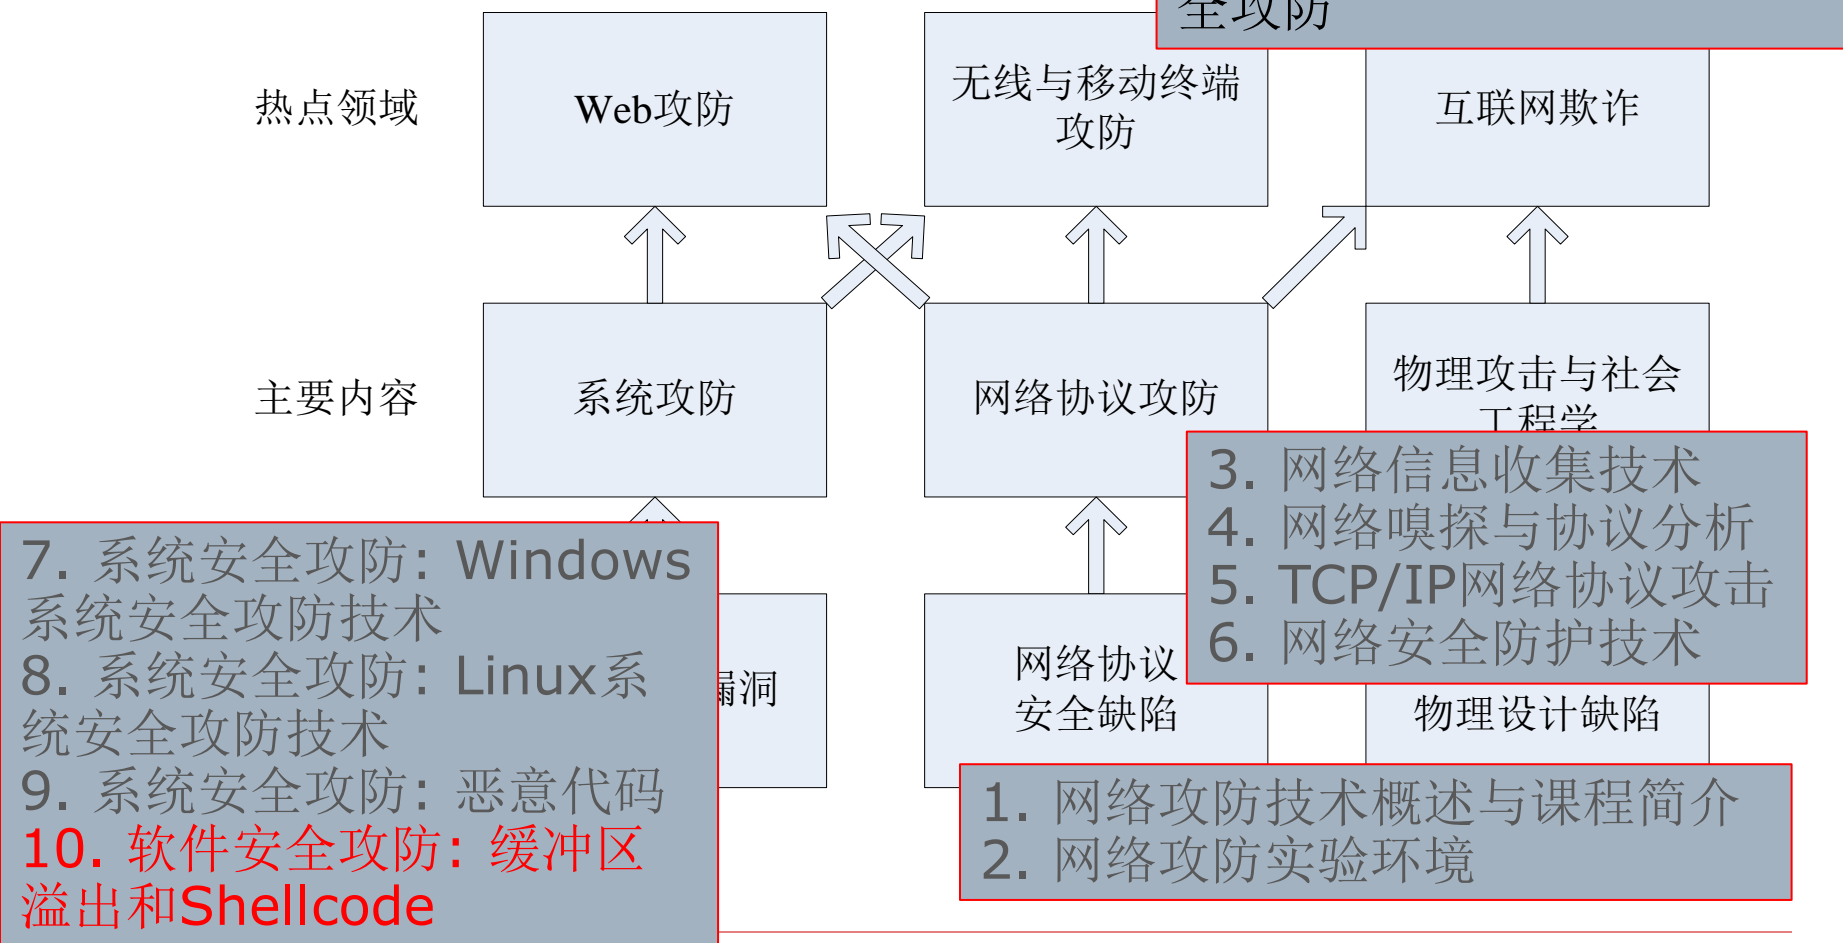 全攻防
热点领域
Web攻防
无线与移动终端
攻防
互联网欺诈
主要内容
系统攻防
网络协议攻防
物理攻击与社会
工程学
3. 网络信息收集技术
4. 网络嗅探与协议分析
5. TCP/IP网络协议攻击
6. 网络安全防护技术
7. 系统安全攻防: Windows
系统安全攻防技术
8. 系统安全攻防: Linux系
统安全攻防技术
9. 系统安全攻防: 恶意代码
10. 软件安全攻防: 缓冲区
溢出和Shellcode
漏洞
网络协议
安全缺陷
物理设计缺陷
1. 网络攻防技术概述与课程简介
2. 网络攻防实验环境